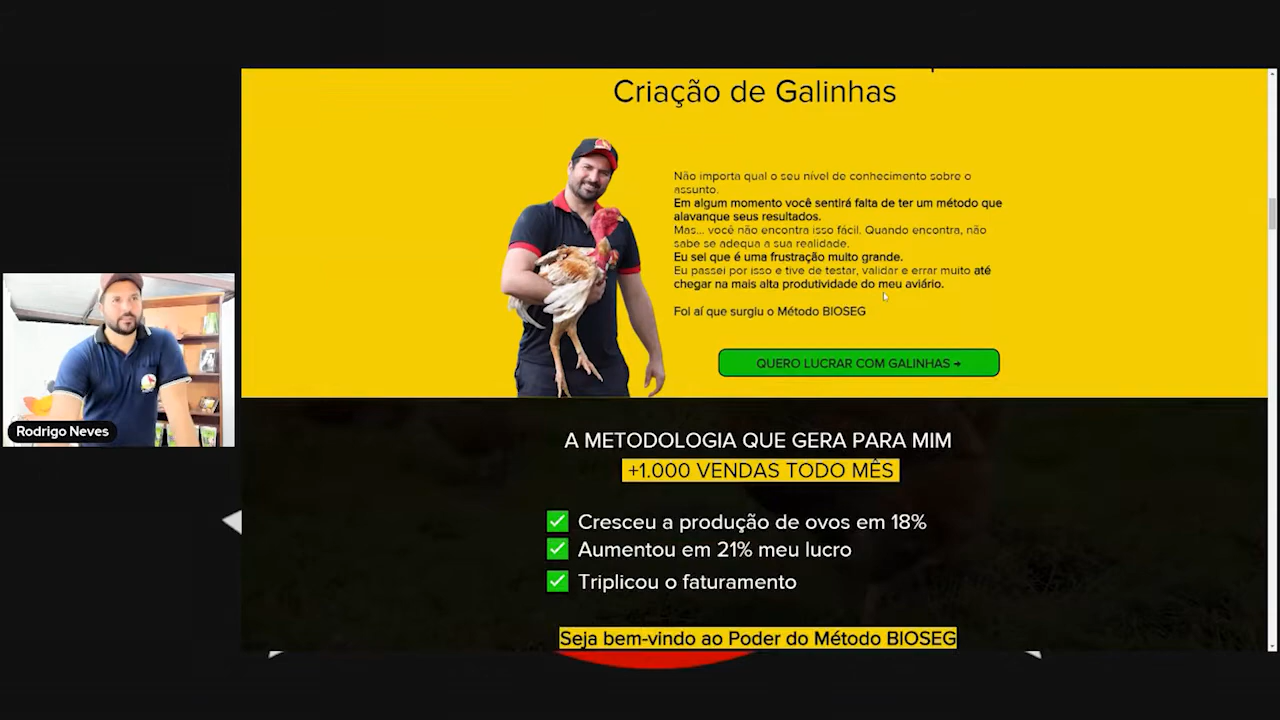 Criação de Galinhas
Não importa qual o seu nível de conhecimento sobre o
assunto.
Em algum momento você sentirá falta de ter um método que
alavanque seus resultados.
Mas... você não encontra isso fácil. Quando encontra, não
sabe se adequa a sua realidade.
Eu sei que é uma frustração muito grande.
Eu passei por isso e tive de testar, validar e errar muito até
chegar na mais alta produtividade do meu aviário.
Foi aí que surgiu o Método BIOSEG
QUERO LUCRAR COM GALINHAS →
Rodrigo Neves
A METODOLOGIA QUE GERA PARA MIM
+1.000 VENDAS TODO MÊS
Cresceu a produção de ovos em 18%
Aumentou em 21% meu lucro
Triplicou o faturamento
Seja bem-vindo ao Poder do Método BIOSEG